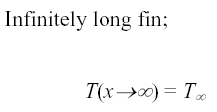 Infinitely long fin;
T(x→∞) = T∞